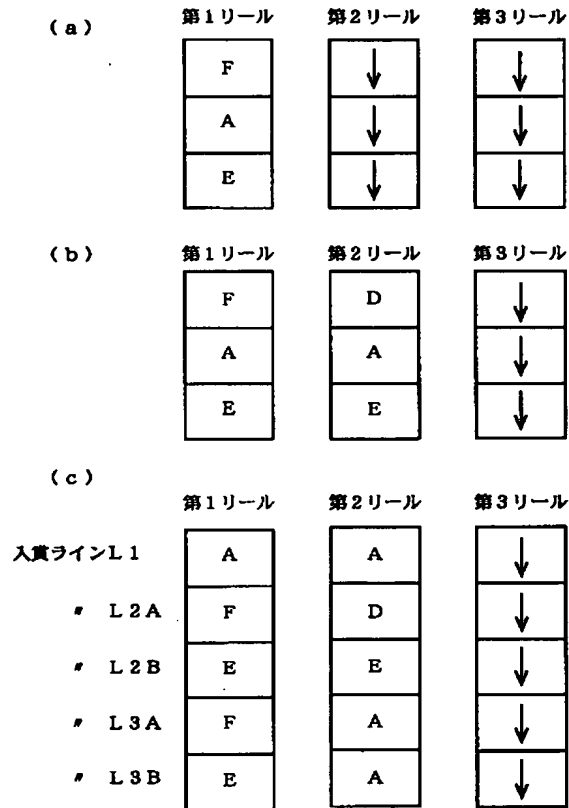 (a) 第1リール 第2リール 第3リール
F ↓ ↓
A ↓ ↓
E ↓ ↓
(b) 第1リール 第2リール 第3リール
F D ↓
A A ↓
E E ↓
(c)
第1リール 第2リール 第3リール
入賞ラインL1 A A ↓
〃 L2A F D ↓
〃 L2B E E ↓
〃 L3A F A ↓
〃 L3B E A ↓